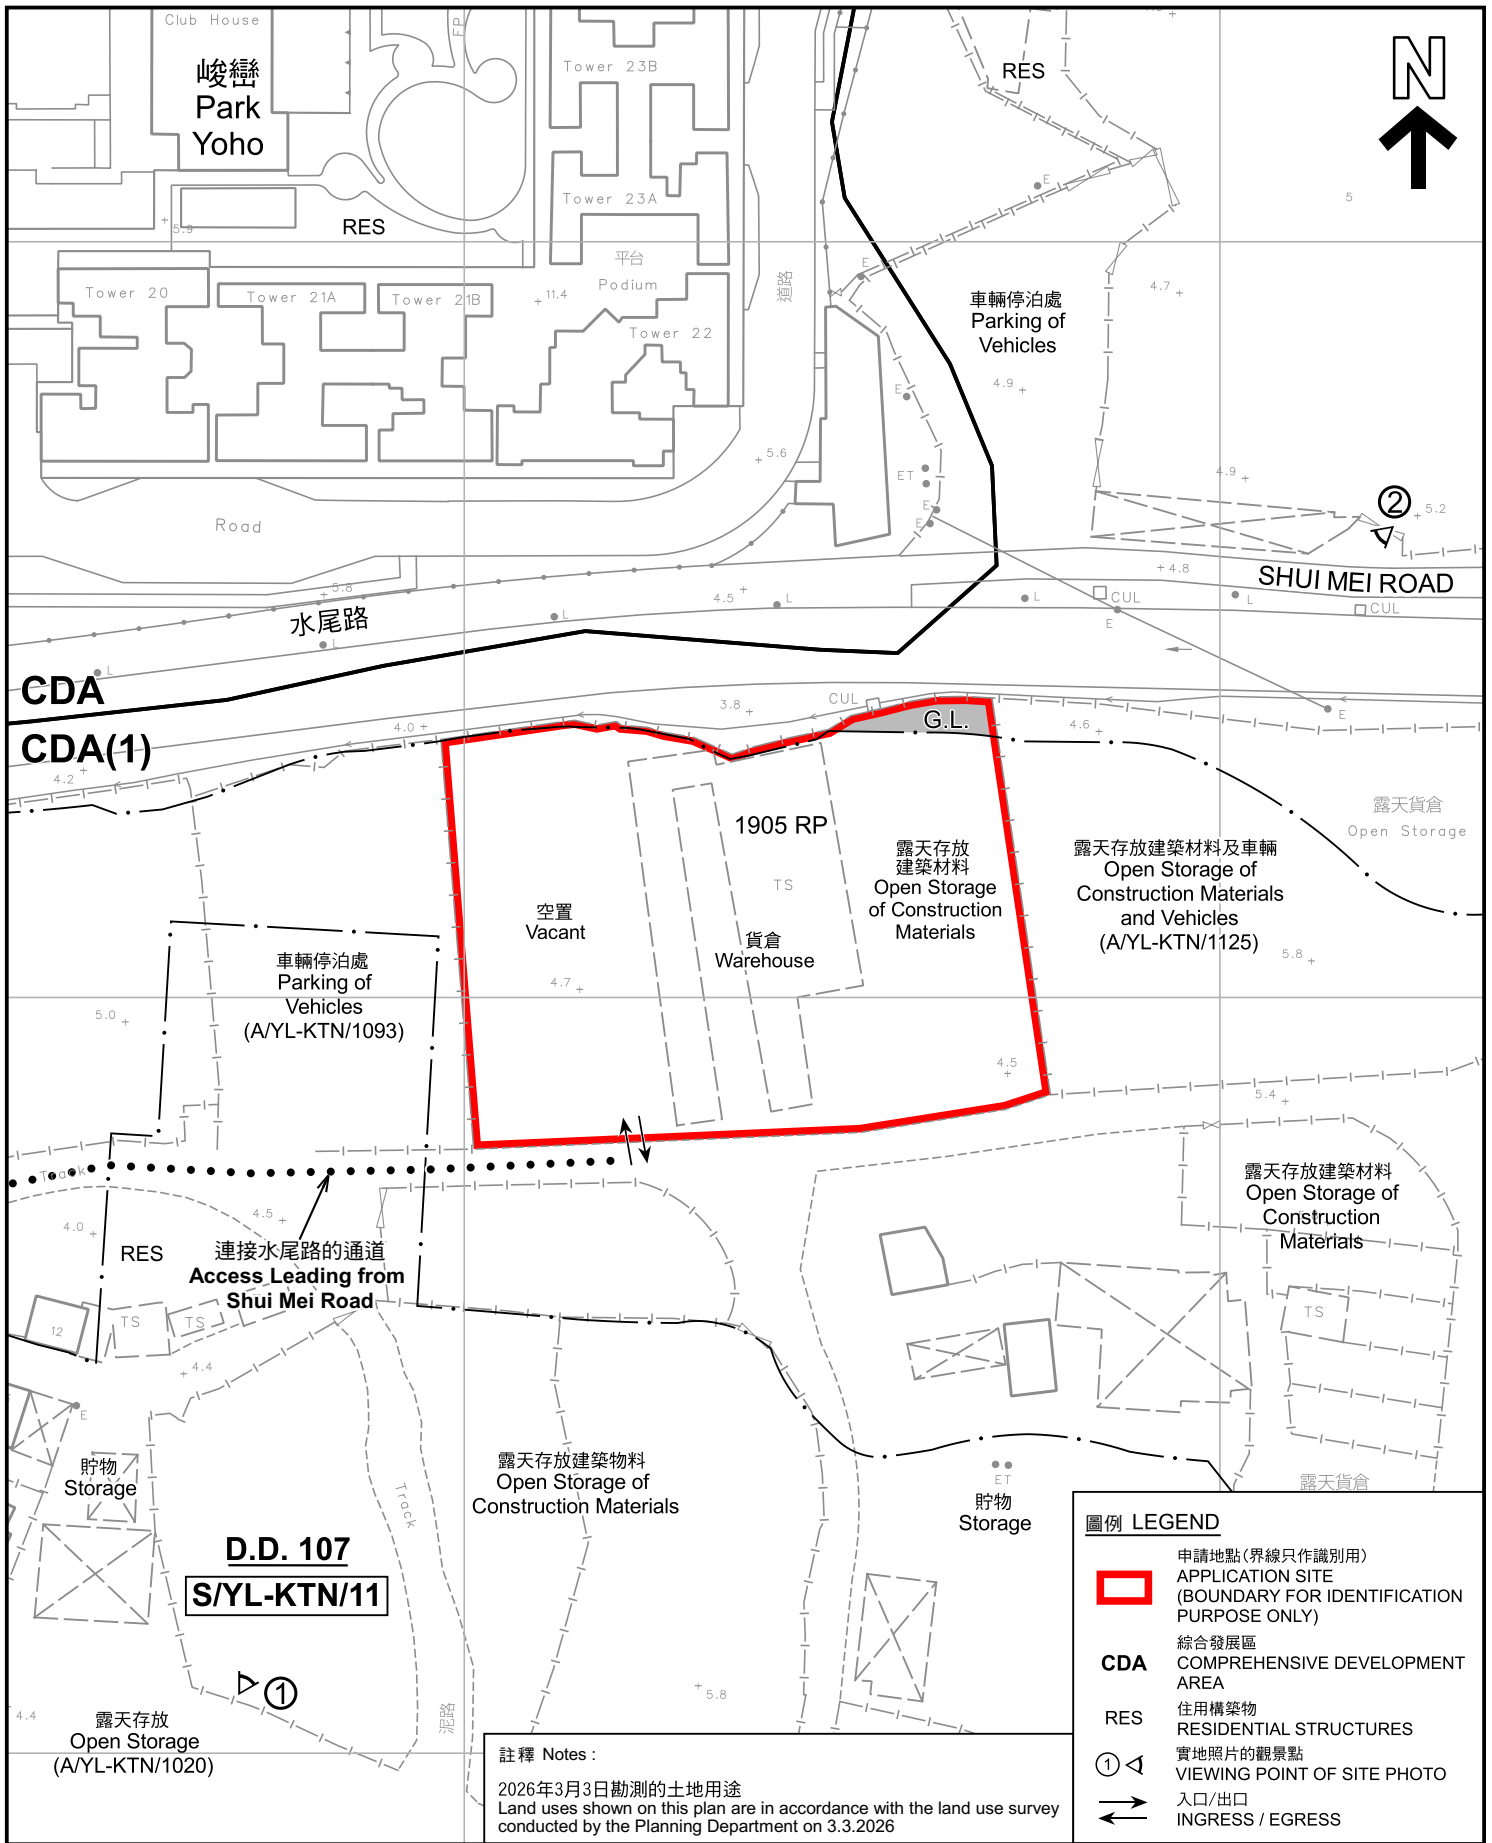 Club House
FP
峻巒
Park
Yoho
RES
Tower 23B
Tower 23A
平台
Podium
Tower 20
Tower 21A
Tower 21B
Tower 22
5.9
11.4
道路
RES
N
E
E
E
5
車輛停泊處
Parking of
Vehicles
4.7
4.9
4.9
5.6
ET
E
E
②
5.2
Road
5.8
水尾路
4.5
L
L
L
L
L
L
4.8
CUL
CUL
E
SHUI MEI ROAD
CDA
CDA(1)
4.0
3.8
CUL
G.L.
4.6
E
4.2
露天貨倉
Open Storage
1905 RP
TS
空置
Vacant
4.7
貨倉
Warehouse
露天存放
建築材料
Open Storage
of Construction
Materials
露天存放建築材料及車輛
Open Storage of
Construction Materials
and Vehicles
(A/YL-KTN/1125)
5.8
車輛停泊處
Parking of
Vehicles
(A/YL-KTN/1093)
5.0
4.5
5.4
Track
4.5
4.0
RES
連接水尾路的通道
Access Leading from
Shui Mei Road
露天存放建築材料
Open Storage of
Construction
Materials
TS
12
TS
TS
4.4
E
貯物
Storage
Track
露天存放建築物料
Open Storage of
Construction Materials
ET
貯物
Storage
露天貨倉
D.D. 107
S/YL-KTN/11
①
泥路
5.8
4.4
露天存放
Open Storage
(A/YL-KTN/1020)
註釋 Notes :
2026年3月3日勘測的土地用途
Land uses shown on this plan are in accordance with the land use survey
conducted by the Planning Department on 3.3.2026
圖例 LEGEND
申請地點(界線只作識別用)
APPLICATION SITE
(BOUNDARY FOR IDENTIFICATION
PURPOSE ONLY)
CDA
綜合發展區
COMPREHENSIVE DEVELOPMENT
AREA
RES
住用構築物
RESIDENTIAL STRUCTURES
①
實地照片的觀景點
VIEWING POINT OF SITE PHOTO
入口/出口
INGRESS / EGRESS